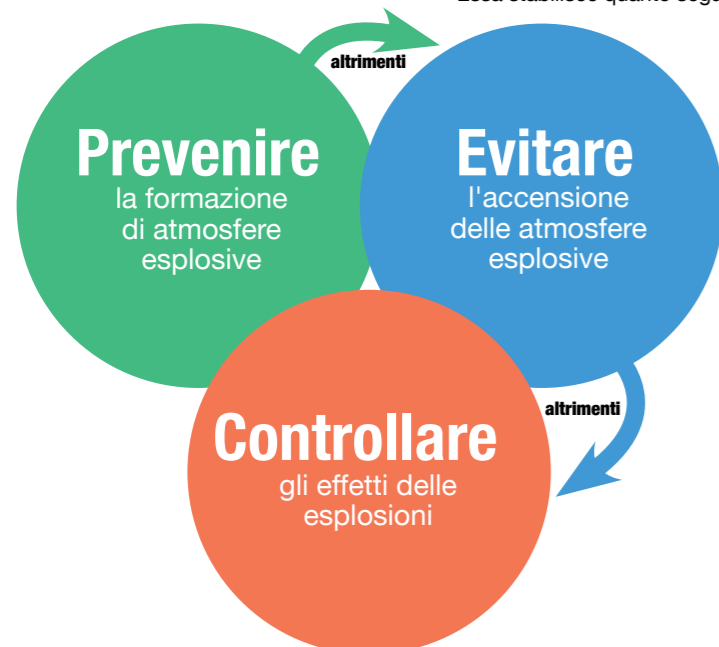 altrimenti
Prevenire
la formazione
di atmosfere
esplosive
Evitare
l'accensione
delle atmosfere
esplosive
altrimenti
Controllare
gli effetti delle
esplosioni